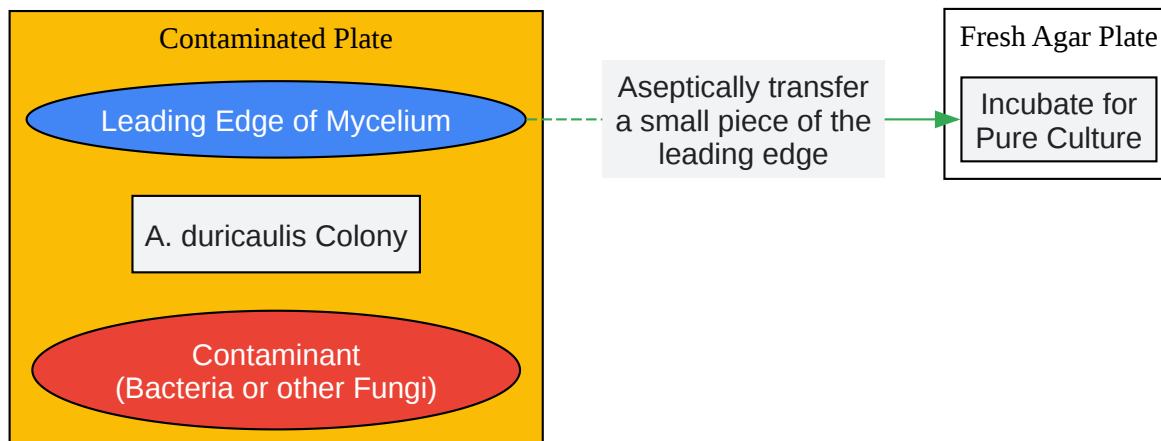 Contaminated Plate
Leading Edge of Mycelium
A. duricaulis Colony
Contaminant
(Bacteria or other Fungi)
Aseptically transfer
a small piece of the
leading edge
Fresh Agar Plate
Incubate for
Pure Culture